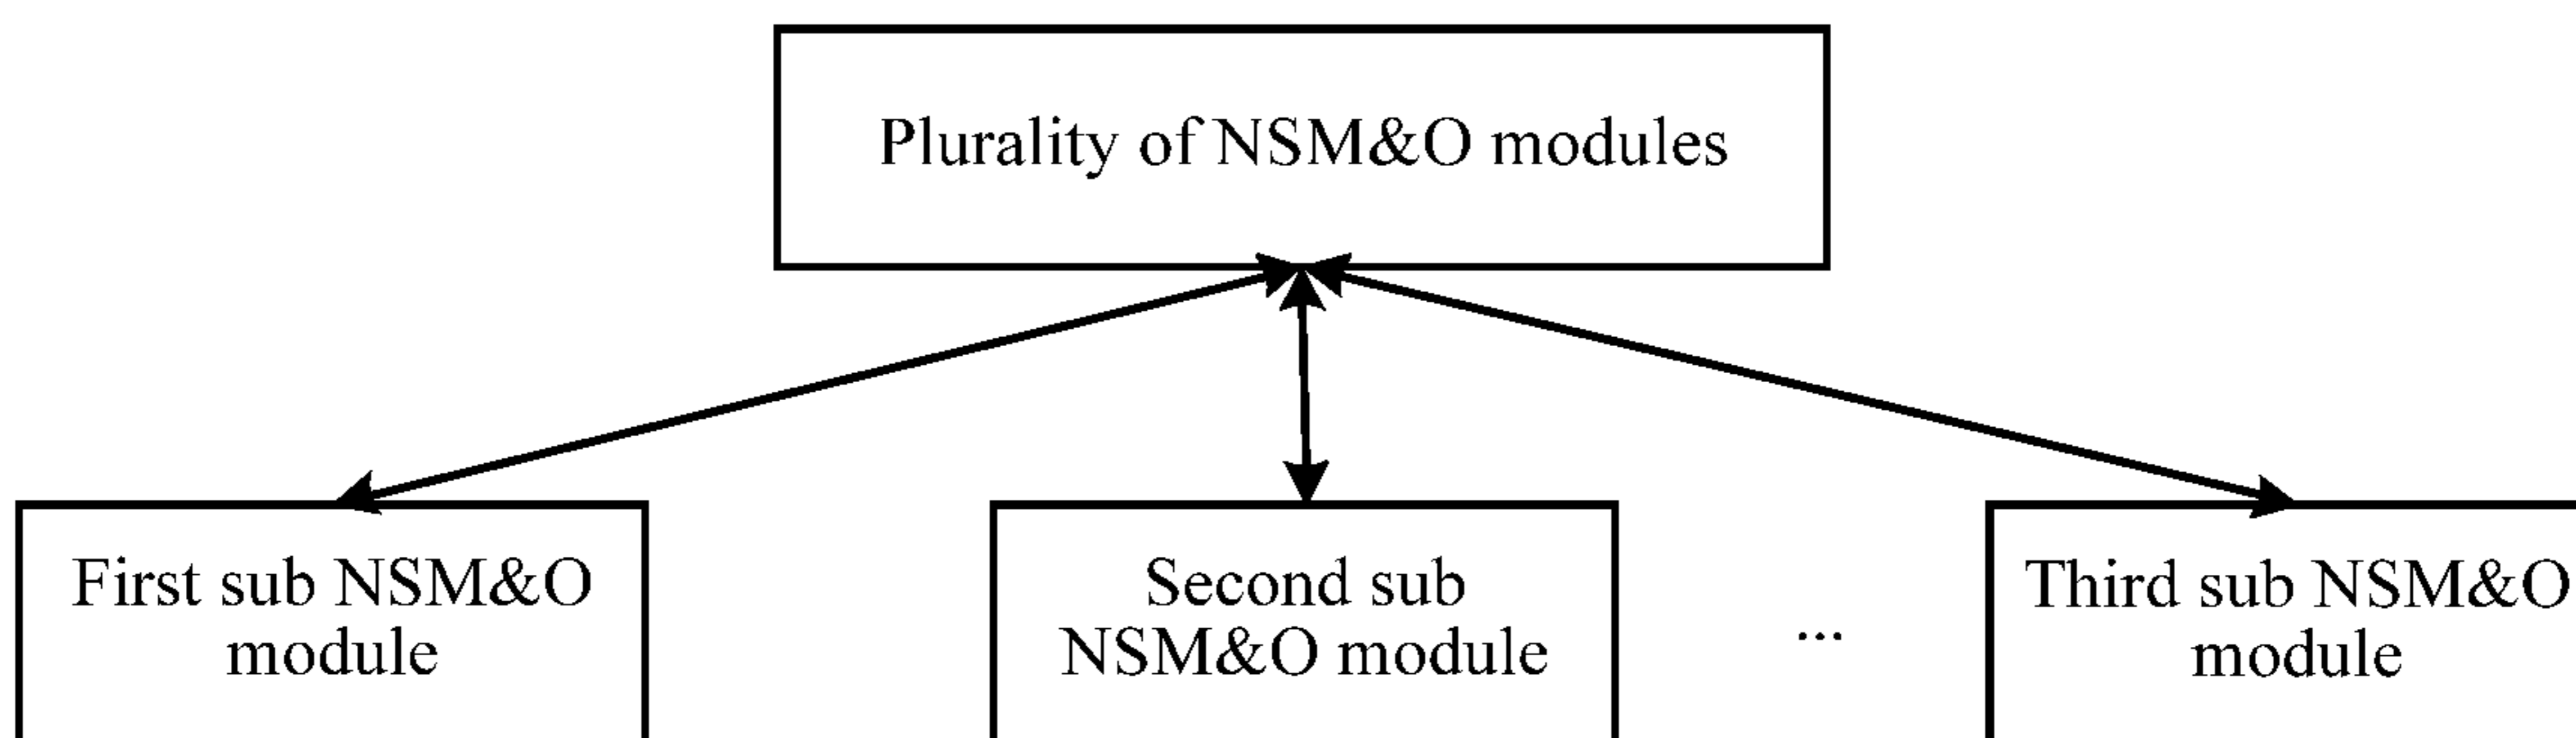 Plurality of NSM&O modules
First sub NSM&O
module
Second sub
NSM&O module
...
Third sub NSM&O
module